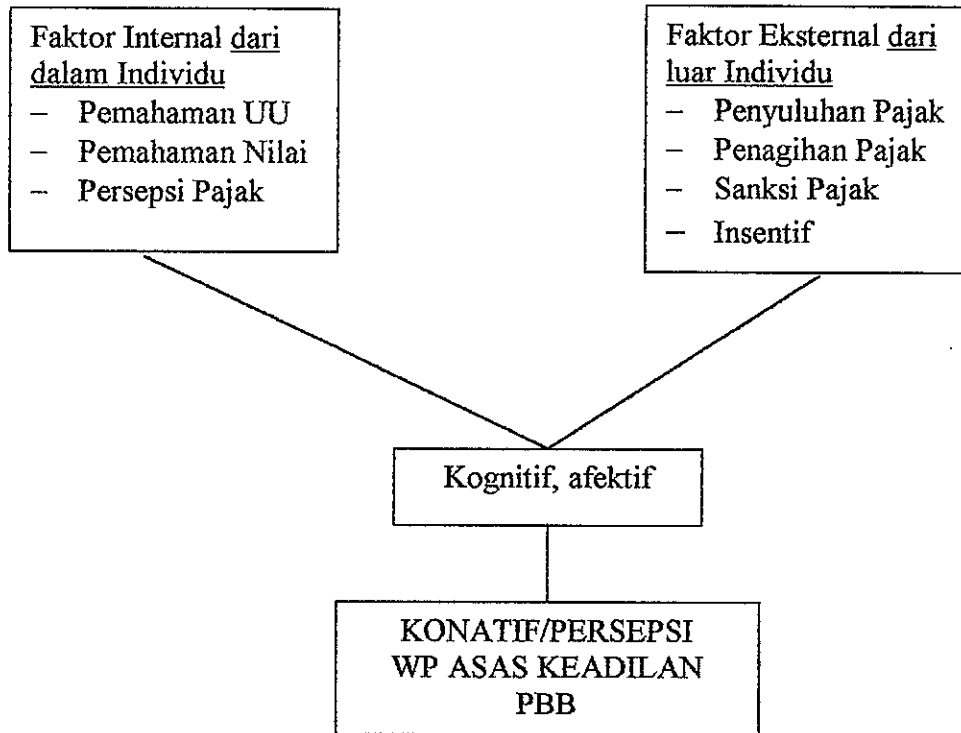 Faktor Internal dari
dalam Individu
– Pemahaman UU
– Pemahaman Nilai
– Persepsi Pajak
Faktor Eksternal dari
luar Individu
– Penyuluhan Pajak
– Penagihan Pajak
– Sanksi Pajak
– Insentif
Kognitif, afektif
KONATIF/PERSEPSI
WP ASAS KEADILAN
PBB